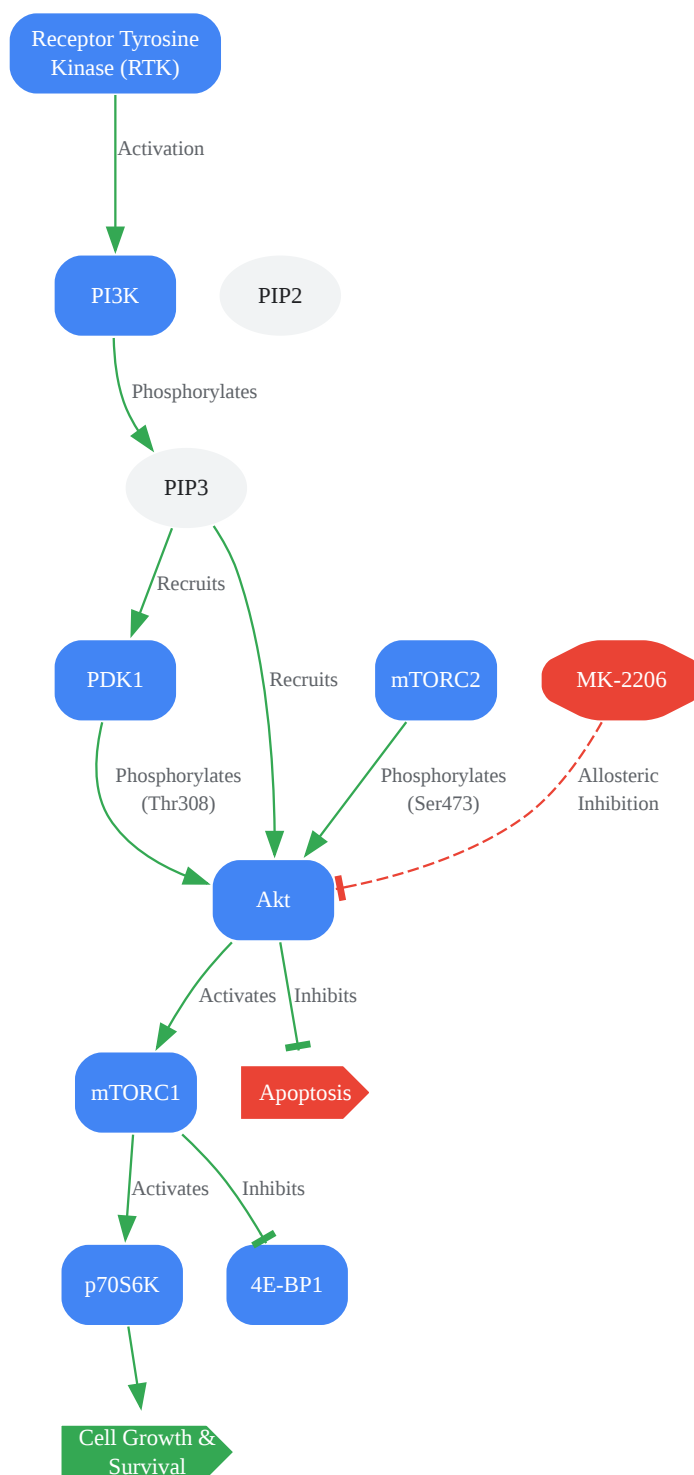 Receptor Tyrosine
Kinase (RTK)
Activation
PI3K
PIP2
Phosphorylates
PIP3
Recruits
Recruits
PDK1
mTORC2
MK-2206
Phosphorylates
(Thr308)
Phosphorylates
(Ser473)
Allosteric
Inhibition
Akt
Activates
Inhibits
mTORC1
Apoptosis
Activates
Inhibits
p70S6K
4E-BP1
Cell Growth &
Survival